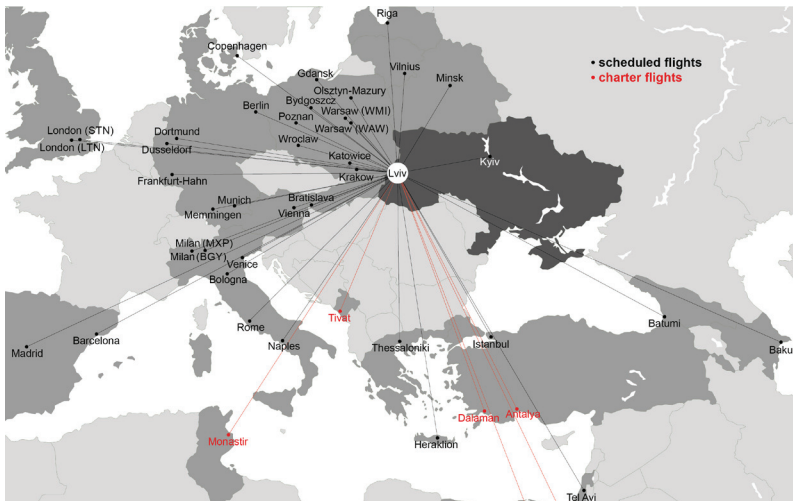 Riga
Copenhagen
• scheduled flights
• charter flights
Vilnius
Gdansk
Minsk
Olsztyn-Mazury
Berlin
Bydgoszcz
Warsaw (WMI)
Poznan
Warsaw (WAW)
London (STN)
Dortmund
London (LTN)
Dusseldorf
Wroclaw
Katowice
Kyiv
Krakow
Lviv
Frankfurt-Hahn
Munich
Bratislava
Memmingen
Vienna
Milan (MXP)
Milan (BGY)
Venice
Bologna
Tivat
Rome
Batumi
Barcelona
Naples
Thessaloniki
Istanbul
Madrid
Baku
Dalaman
Antalya
Monastir
Heraklion
Tel Avi